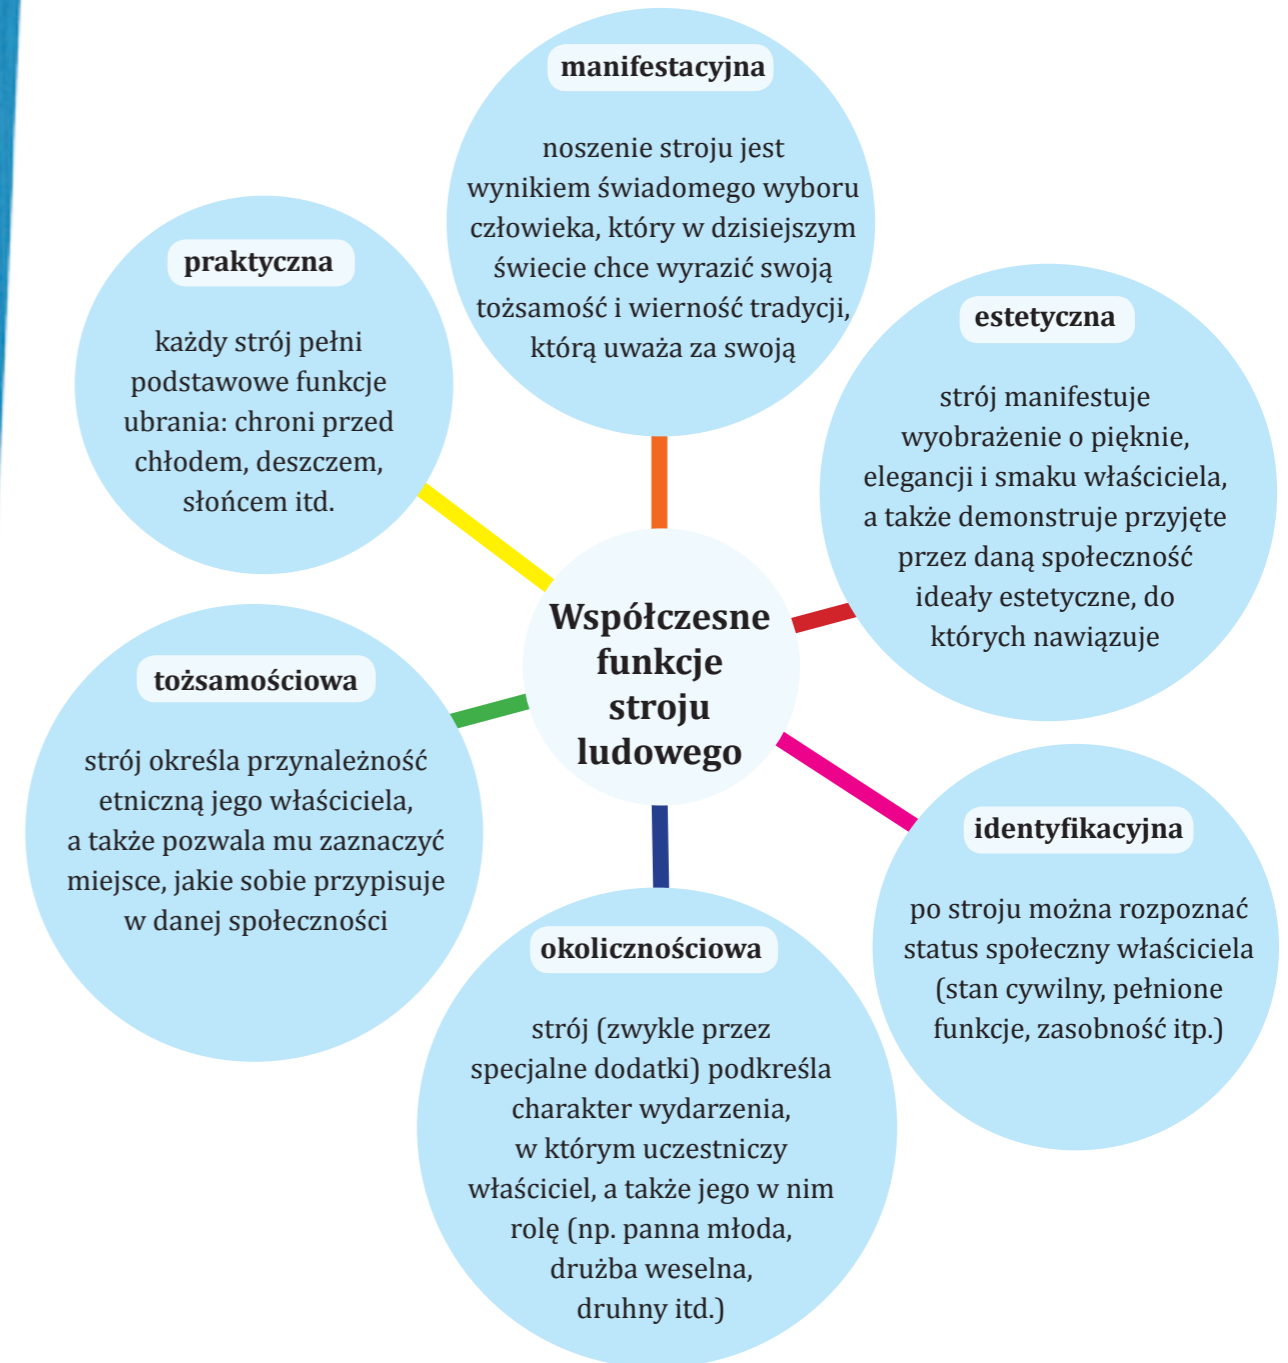 manifestacyjna
noszenie stroju jest
wynikiem świadomego wyboru
człowieka, który w dzisiejszym
świecie chce wyrazić swoją
tożsamość i wierność tradycji,
którą uważa za swoją
praktyczna
każdy strój pełni
podstawowe funkcje
ubrania: chroni przed
chłodem, deszczem,
słońcem itd.
estetyczna
strój manifestuje
wyobrażenie o pięknie,
elegancji i smaku właściciela,
a także demonstruje przyjęte
przez daną społeczność
ideały estetyczne, do
których nawiązuje
Współczesne
funkcje
stroju
ludowego
tożsamościowa
strój określa przynależność
etniczną jego właściciela,
a także pozwala mu zaznaczyć
miejsce, jakie sobie przypisuje
w danej społeczności
identyfikacyjna
po stroju można rozpoznać
status społeczny właściciela
(stan cywilny, pełnione
funkcje, zasobność itp.)
okolicznościowa
strój (zwykle przez
specjalne dodatki) podkreśla
charakter wydarzenia,
w którym uczestniczy
właściciel, a także jego w nim
rolę (np. panna młoda,
drużba weselna,
druhny itd.)